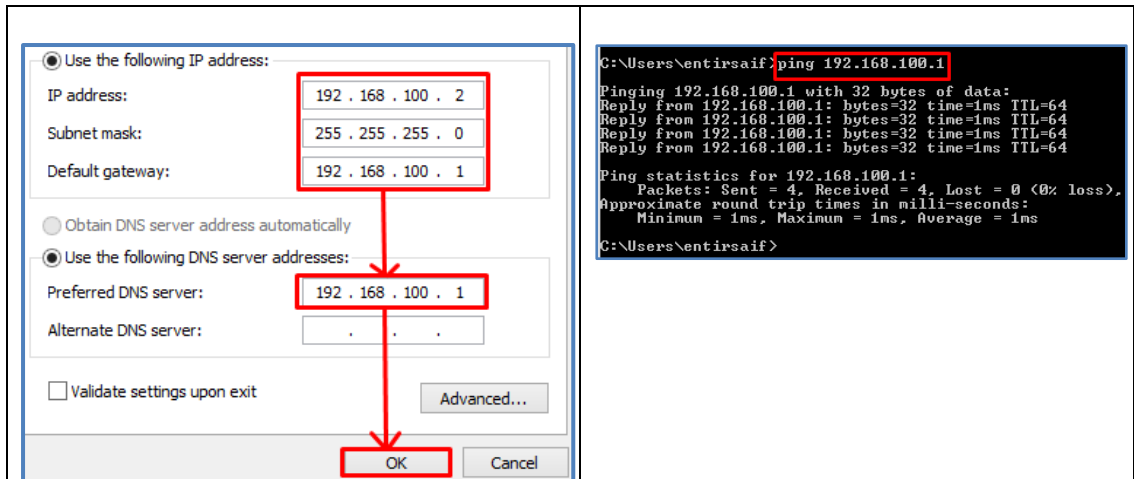 Use the following IP address:
IP address: 192 . 168 . 100 . 2
Subnet mask: 255 . 255 . 255 . 0
Default gateway: 192 . 168 . 100 . 1
Obtain DNS server address automatically
Use the following DNS server addresses:
Preferred DNS server: 192 . 168 . 100 . 1
Alternate DNS server: . . .
Validate settings upon exit
Advanced...
OK Cancel
C:\Users\entirsaif>ping 192.168.100.1
Pinging 192.168.100.1 with 32 bytes of data:
Reply from 192.168.100.1: bytes=32 time=1ms TTL=64
Reply from 192.168.100.1: bytes=32 time=1ms TTL=64
Reply from 192.168.100.1: bytes=32 time=1ms TTL=64
Reply from 192.168.100.1: bytes=32 time=1ms TTL=64
Ping statistics for 192.168.100.1:
Packets: Sent = 4, Received = 4, Lost = 0 (0% loss),
Approximate round trip times in milli-seconds:
Minimum = 1ms, Maximum = 1ms, Average = 1ms
C:\Users\entirsaif>